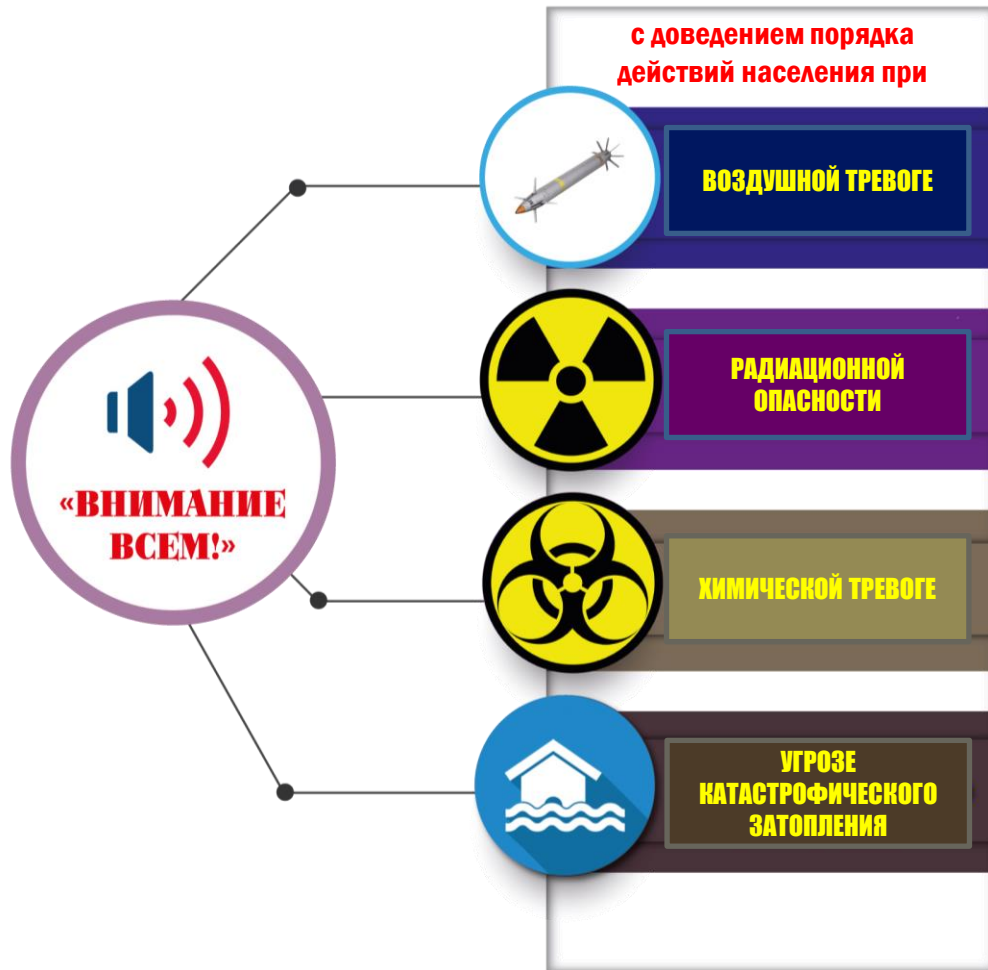 с доведением порядка
действий населения при
ВОЗДУШНОЙ ТРЕВОГЕ
РАДИАЦИОННОЙ
ОПАСНОСТИ
«ВНИМАНИЕ
ВСЕМ!»
ХИМИЧЕСКОЙ ТРЕВОГЕ
УГРОЗЕ
КАТАСТРОФИЧЕСКОГО
ЗАТОПЛЕНИЯ